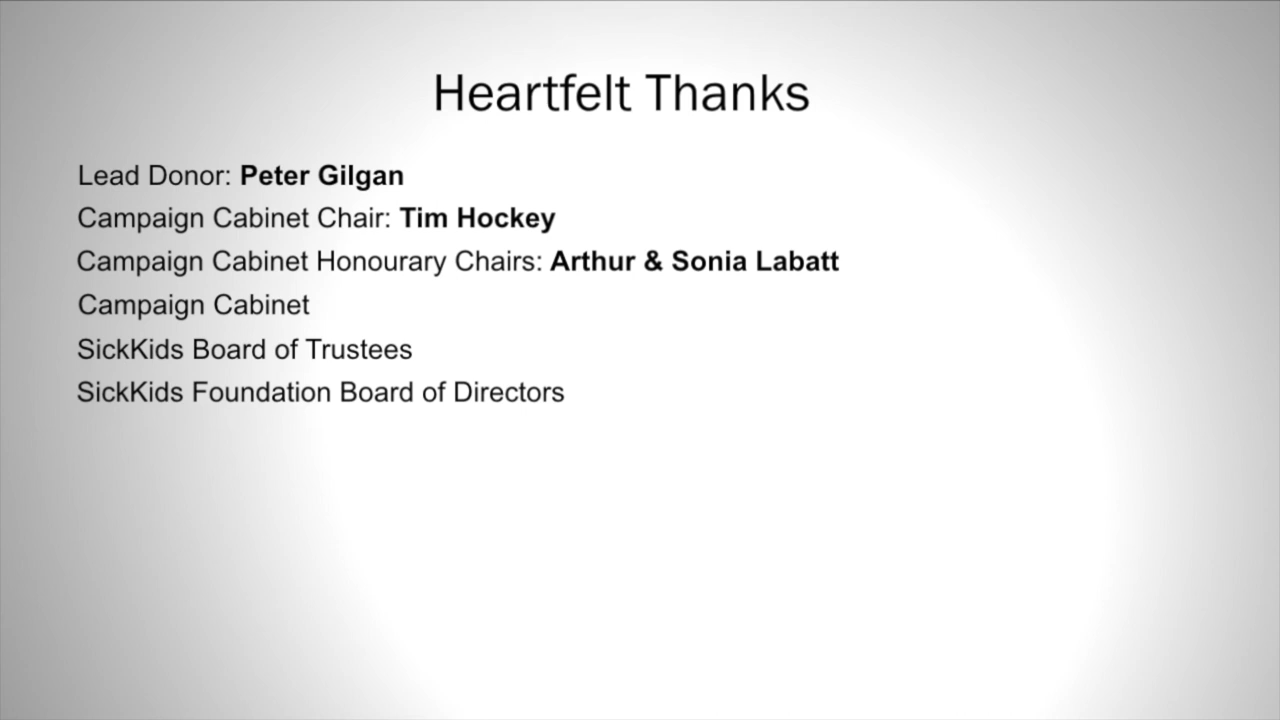 Heartfelt Thanks
Lead Donor: Peter Gilgan
Campaign Cabinet Chair: Tim Hockey
Campaign Cabinet Honourary Chairs: Arthur & Sonia Labatt
Campaign Cabinet
SickKids Board of Trustees
SickKids Foundation Board of Directors